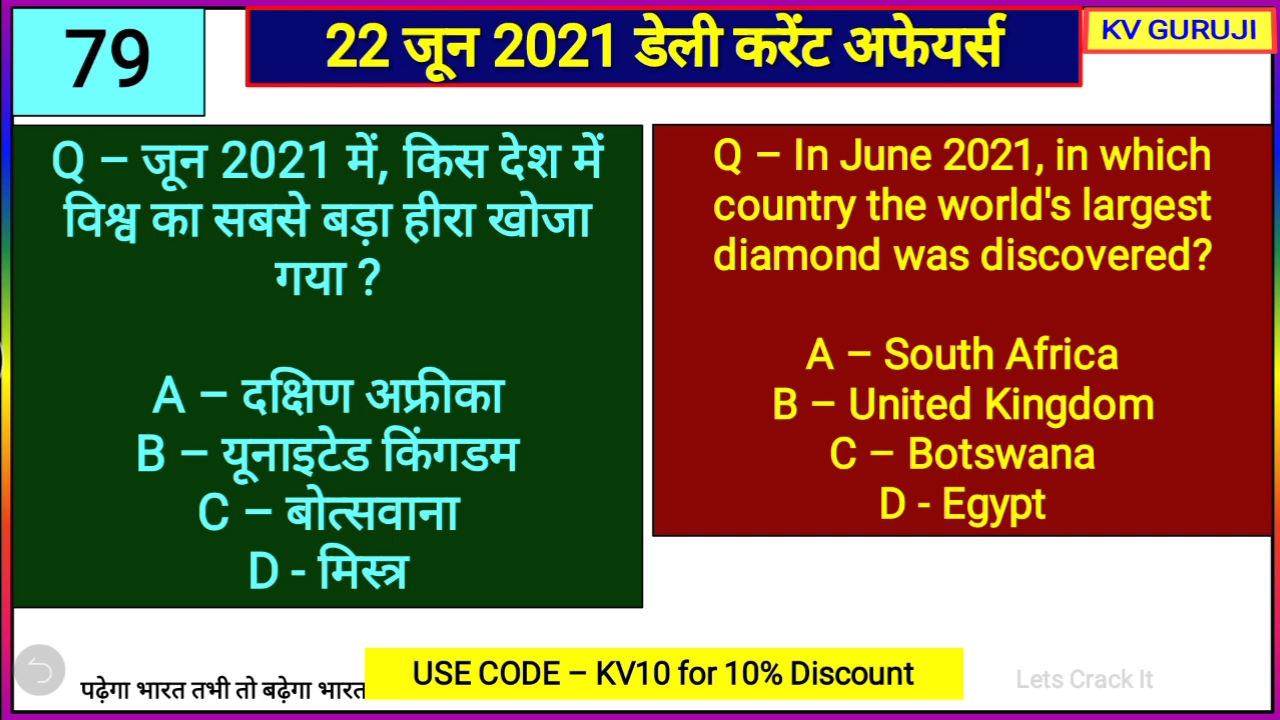 79
22 जून 2021 डेली करेंट अफेयर्स
KV GURUJI
Q – जून 2021 में, किस देश में
विश्व का सबसे बड़ा हीरा खोजा
गया ?
A – दक्षिण अफ्रीका
B – यूनाइटेड किंगडम
C – बोत्सवाना
D - मिस्त्र
Q – In June 2021, in which
country the world's largest
diamond was discovered?
A – South Africa
B – United Kingdom
C – Botswana
D - Egypt
पढ़ेगा भारत तभी तो बढ़ेगा भारत
USE CODE – KV10 for 10% Discount
Lets Crack It